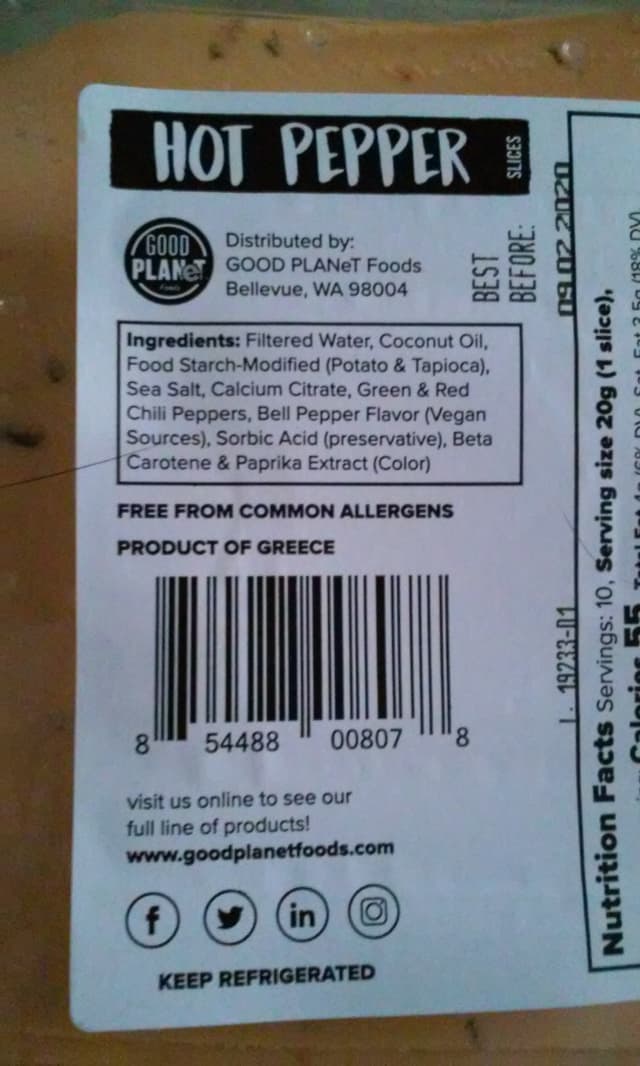 HOT PEPPER SLICES
GOOD
PLANeT
Foods
Distributed by:
GOOD PLANeT Foods
Bellevue, WA 98004
BEST
BEFORE:
09.02.2020
L. 19233-01
Ingredients: Filtered Water, Coconut Oil,
Food Starch-Modified (Potato & Tapioca),
Sea Salt, Calcium Citrate, Green & Red
Chili Peppers, Bell Pepper Flavor (Vegan
Sources), Sorbic Acid (preservative), Beta
Carotene & Paprika Extract (Color)
FREE FROM COMMON ALLERGENS
PRODUCT OF GREECE
8 54488 00807 8
visit us online to see our
full line of products!
www.goodplanetfoods.com
f in
KEEP REFRIGERATED
Nutrition Facts Servings: 10, Serving size 20g (1 slice),
Calories 55